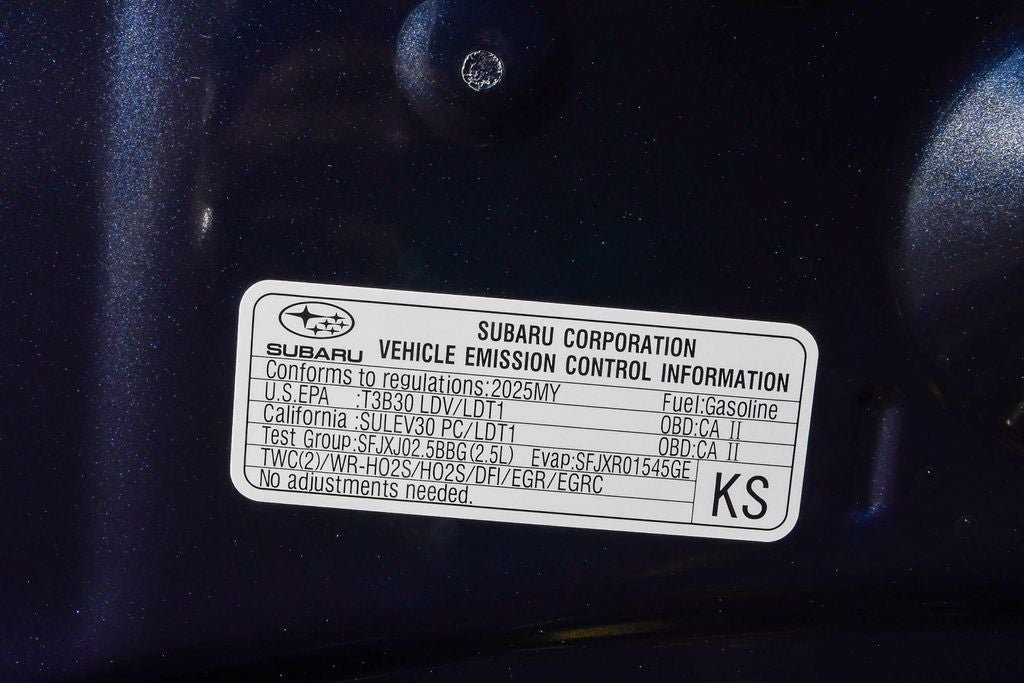 SUBARU
SUBARU CORPORATION
VEHICLE EMISSION CONTROL INFORMATION
Conforms to regulations:2025MY Fuel:Gasoline
U.S.EPA :T3B30 LDV/LDT1 OBD:CA II
California :SULEV30 PC/LDT1 OBD:CA II
Test Group:SFJXJ02.5BBG(2.5L) Evap:SFJXR01545GE
TWC(2)/WR-HO2S/HO2S/DFI/EGR/EGRC
No adjustments needed.
KS